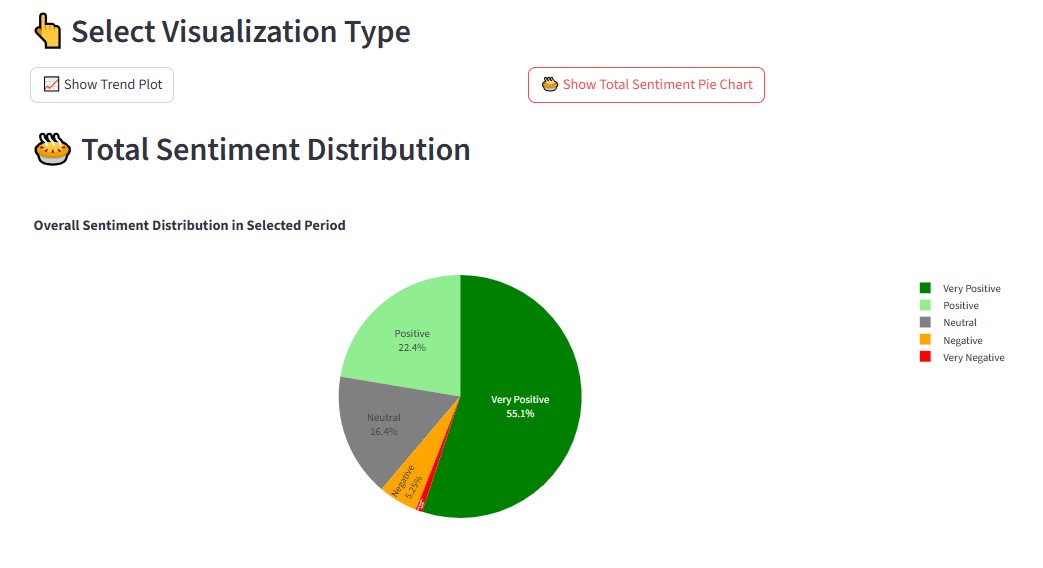 Select Visualization Type
Show Trend Plot
Show Total Sentiment Pie Chart
Total Sentiment Distribution
Overall Sentiment Distribution in Selected Period
Very Positive
55.1%
Positive
22.4%
Neutral
16.4%
Negative
5.25%
Very Positive
Positive
Neutral
Negative
Very Negative